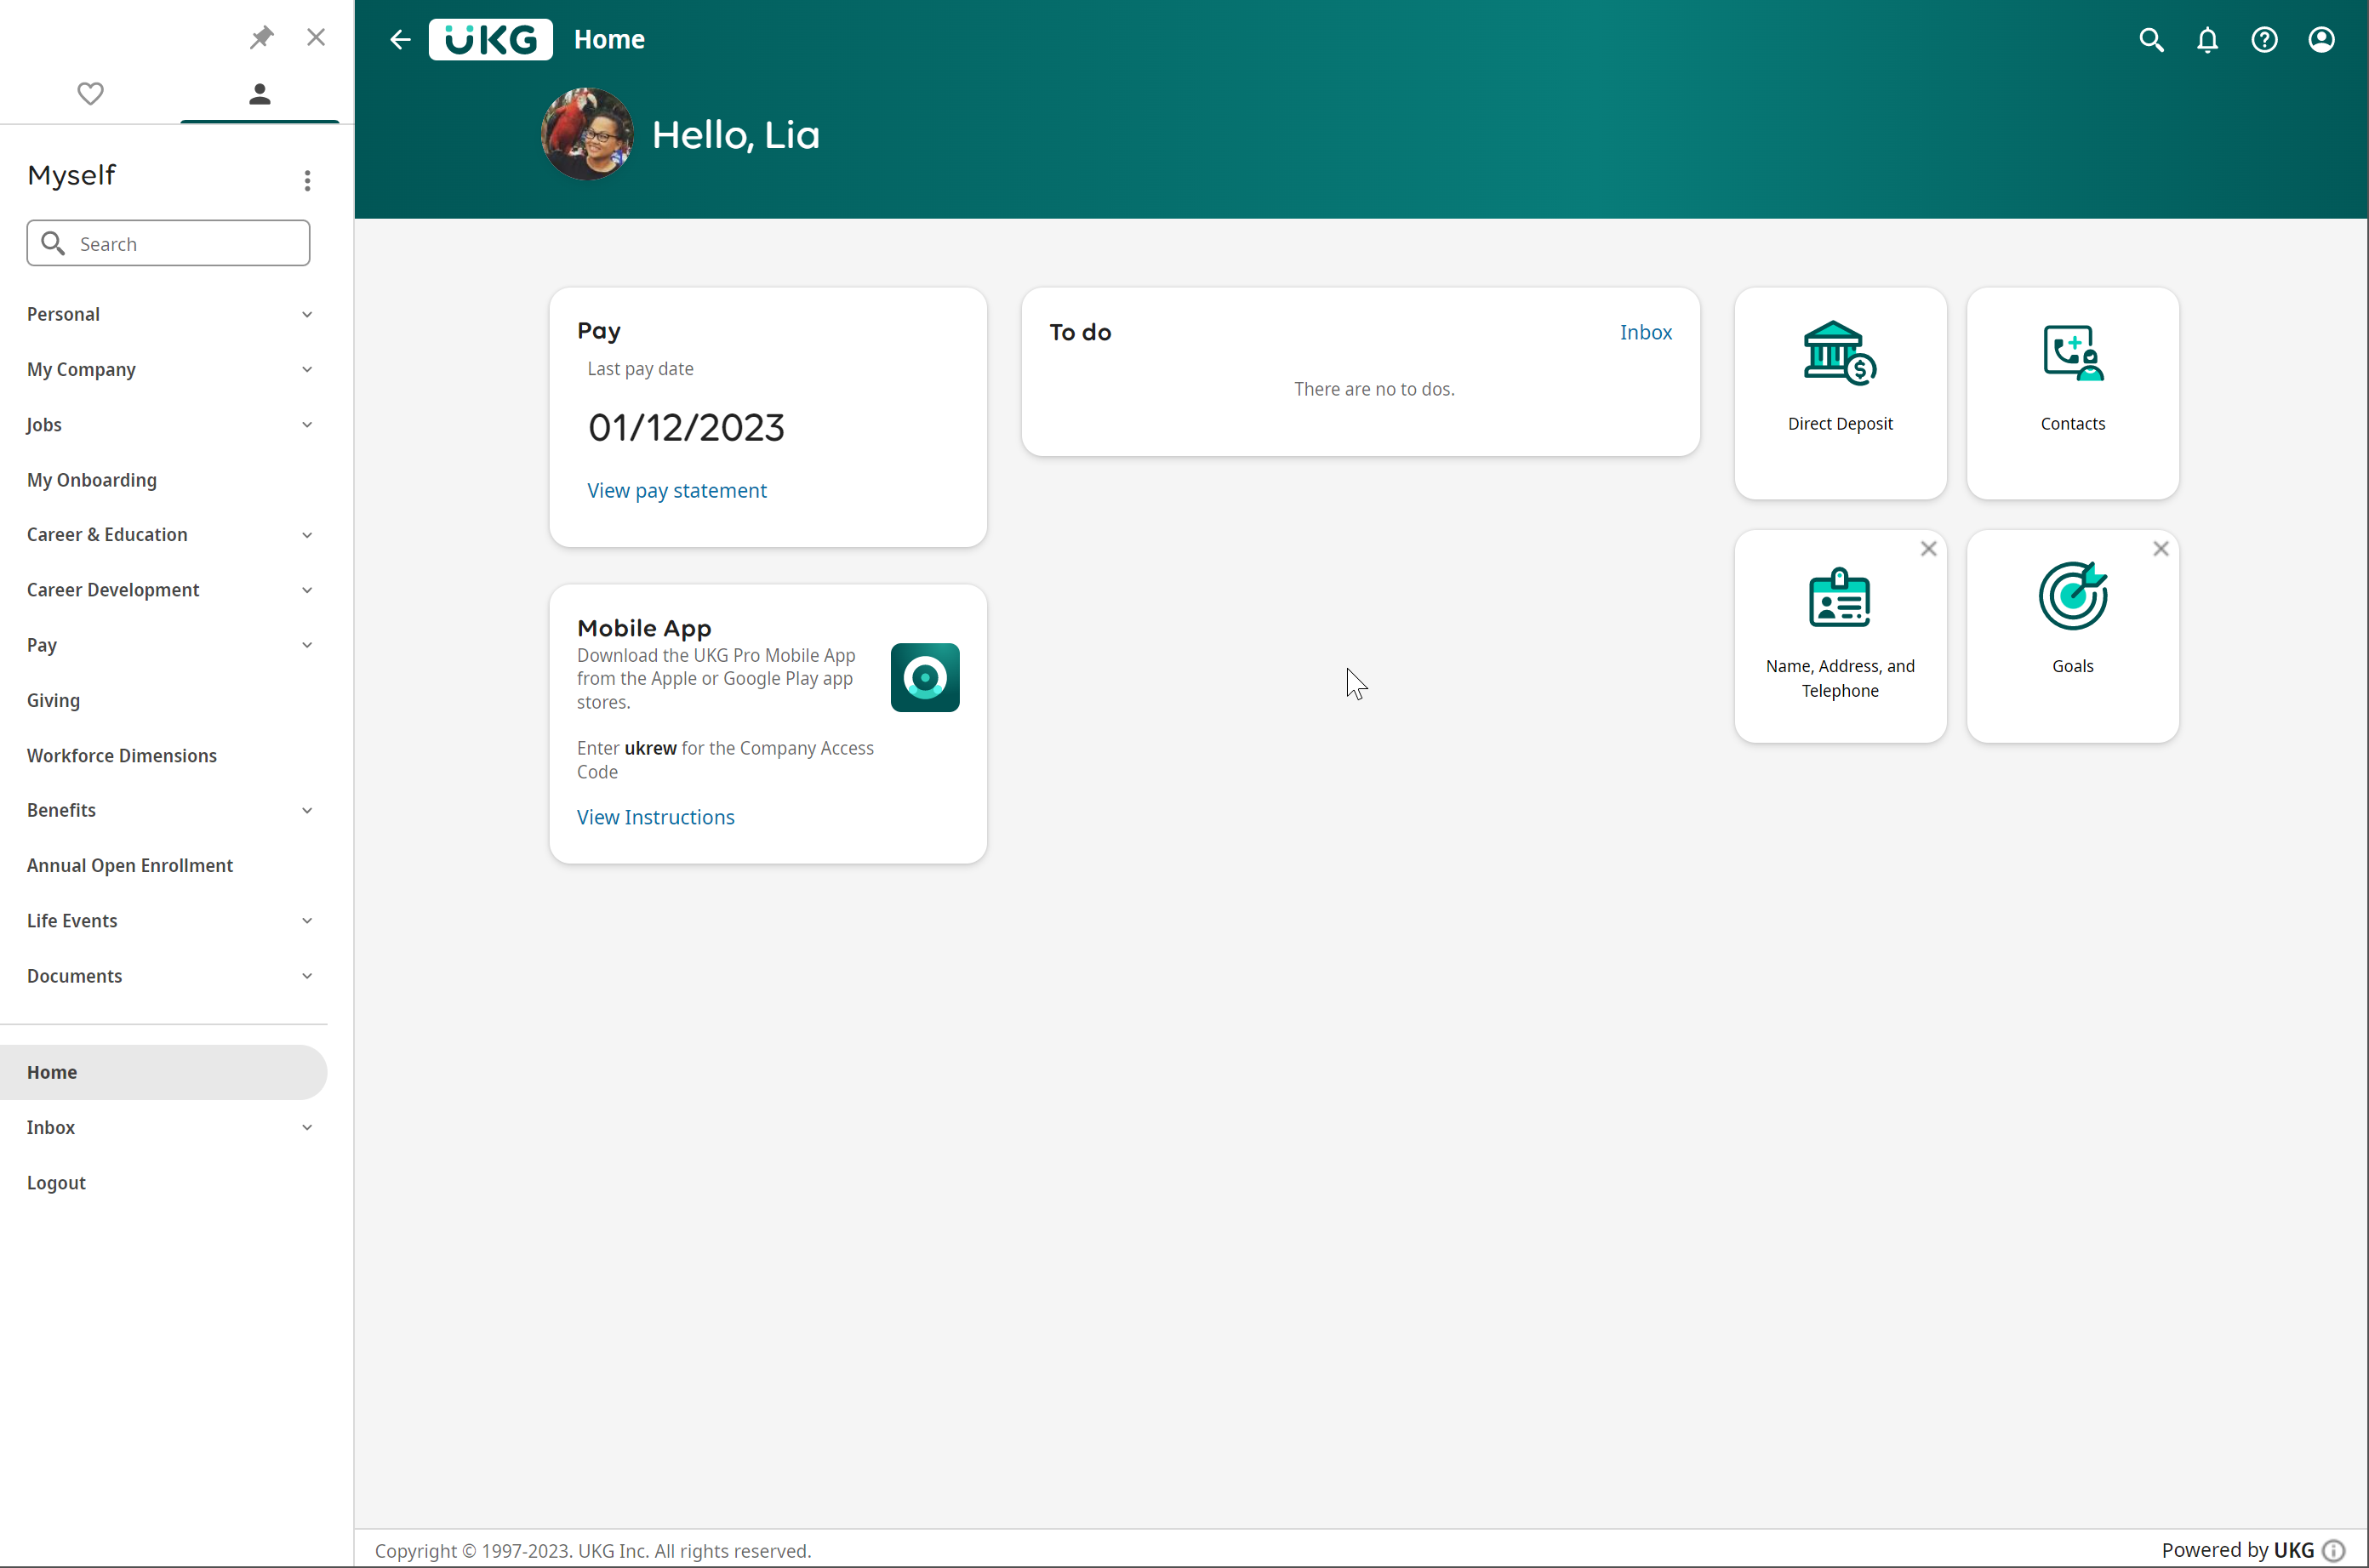 Myself
Search
Personal
My Company
Jobs
My Onboarding
Career & Education
Career Development
Pay
Giving
Workforce Dimensions
Benefits
Annual Open Enrollment
Life Events
Documents
Home
Inbox
Logout
UKG
Home
Hello, Lia
Pay
Last pay date
01/12/2023
View pay statement
Mobile App
Download the UKG Pro Mobile App
from the Apple or Google Play app
stores.
Enter ukrew for the Company Access
Code
View Instructions
To do
Inbox
There are no to dos.
Direct Deposit
Contacts
Name, Address, and
Telephone
Goals
Copyright © 1997-2023. UKG Inc. All rights reserved.
Powered by UKG